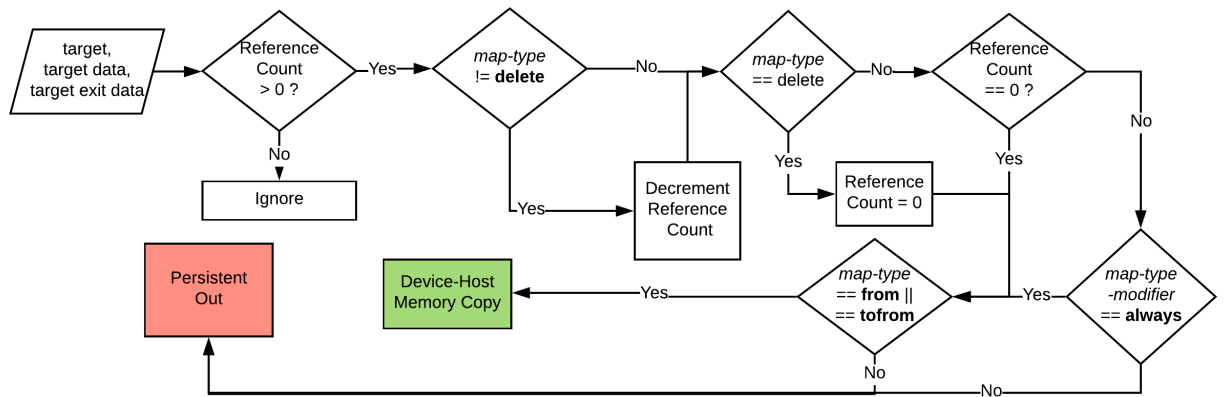 target,
target data,
target exit data
Reference
Count
> 0 ?
Yes
No
Ignore
map-type
!= delete
No
Yes
Decrement
Reference
Count
map-type
== delete
No
Yes
Reference
Count = 0
Reference
Count
== 0 ?
Yes
No
map-type
-modifier
== always
Yes
No
map-type
== from ||
== tofrom
Yes
No
Device-Host
Memory Copy
Persistent
Out